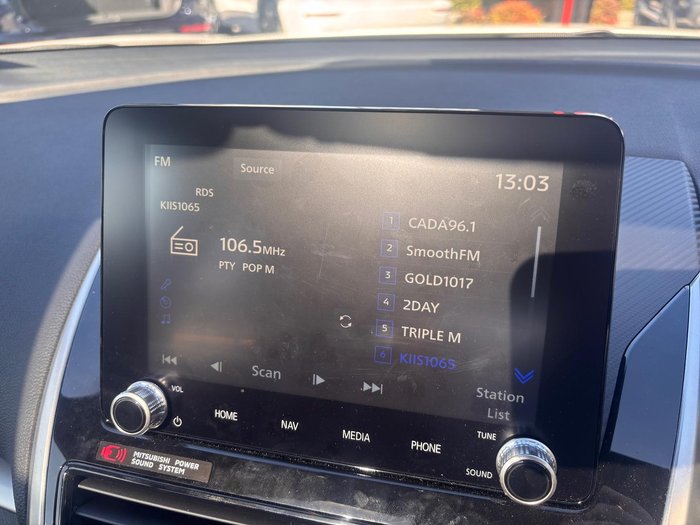 FM
Source
13:03
RDS
KIIS1065
106.5MHz
PTY POP M
1 CADA96.1
2 SmoothFM
3 GOLD1017
4 2DAY
5 TRIPLE M
6 KIIS1065
Scan
Station
List
VOL
HOME
NAV
MEDIA
PHONE
TUNE
SOUND
MITSUBISHI POWER
SOUND SYSTEM